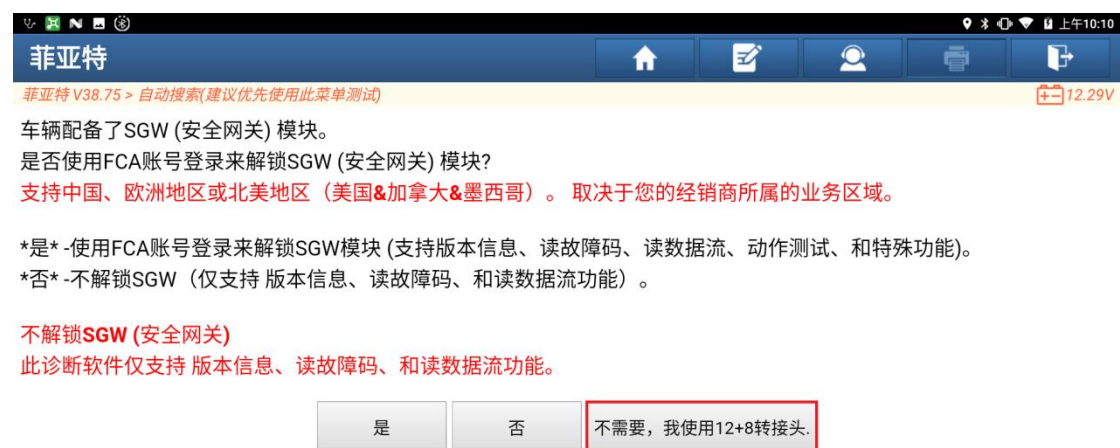 上午10:10
菲亚特
菲亚特 V38.75 > 自动搜索(建议优先使用此菜单测试)
12.29V
车辆配备了SGW (安全网关) 模块。
是否使用FCA账号登录来解锁SGW (安全网关) 模块?
支持中国、欧洲地区或北美地区（美国&加拿大&墨西哥）。 取决于您的经销商所属的业务区域。
*是* -使用FCA账号登录来解锁SGW模块 (支持版本信息、读故障码、读数据流、动作测试、和特殊功能)。
*否* -不解锁SGW（仅支持 版本信息、读故障码、和读数据流功能）。
不解锁SGW (安全网关)
此诊断软件仅支持 版本信息、读故障码、和读数据流功能。
是
否
不需要，我使用12+8转接头.